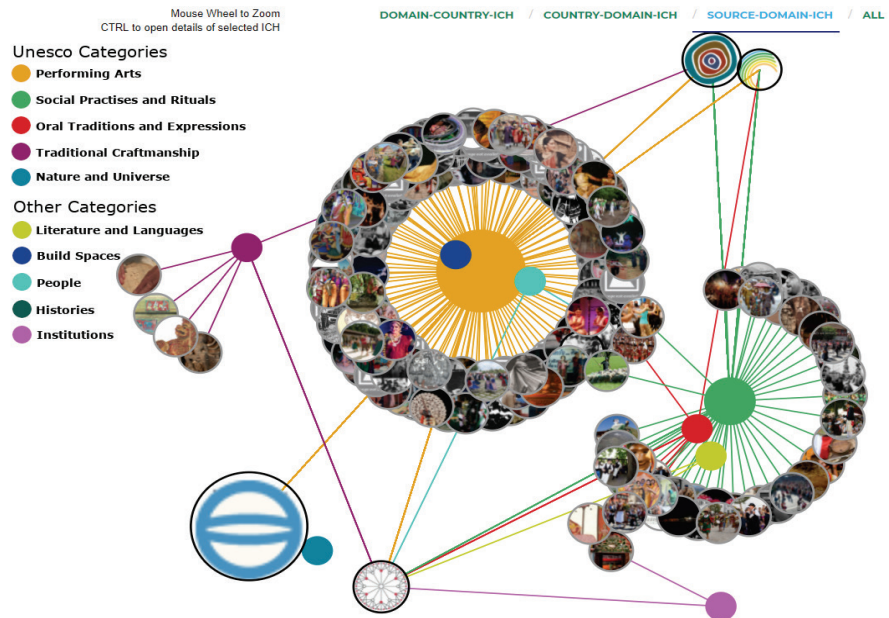 Mouse Wheel to Zoom
CTRL to open details of selected ICH
DOMAIN-COUNTRY-ICH / COUNTRY-DOMAIN-ICH / SOURCE-DOMAIN-ICH / ALL
Unesco Categories
Performing Arts
Social Practises and Rituals
Oral Traditions and Expressions
Traditional Craftmanship
Nature and Universe
Other Categories
Literature and Languages
Build Spaces
People
Histories
Institutions